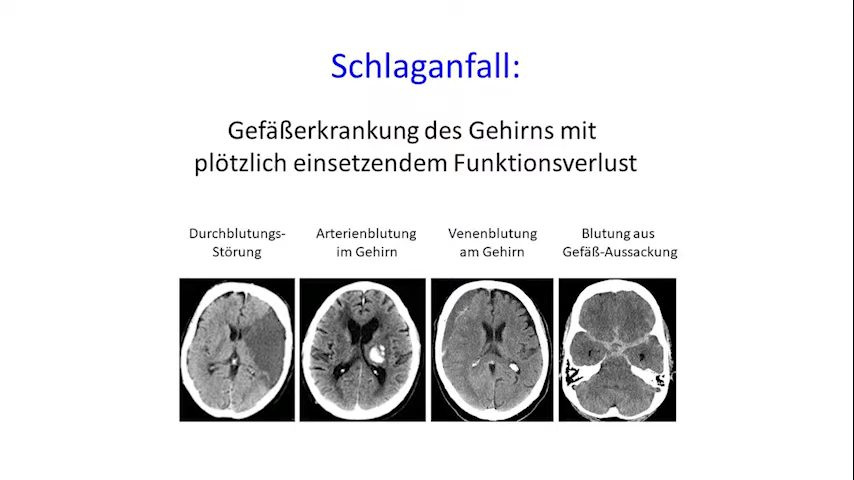 Schlaganfall:
Gefäßerkrankung des Gehirns mit
plötzlich einsetzendem Funktionsverlust
Durchblutungs-
Störung
Arterienblutung
im Gehirn
Venenblutung
am Gehirn
Blutung aus
Gefäß-Aussackung